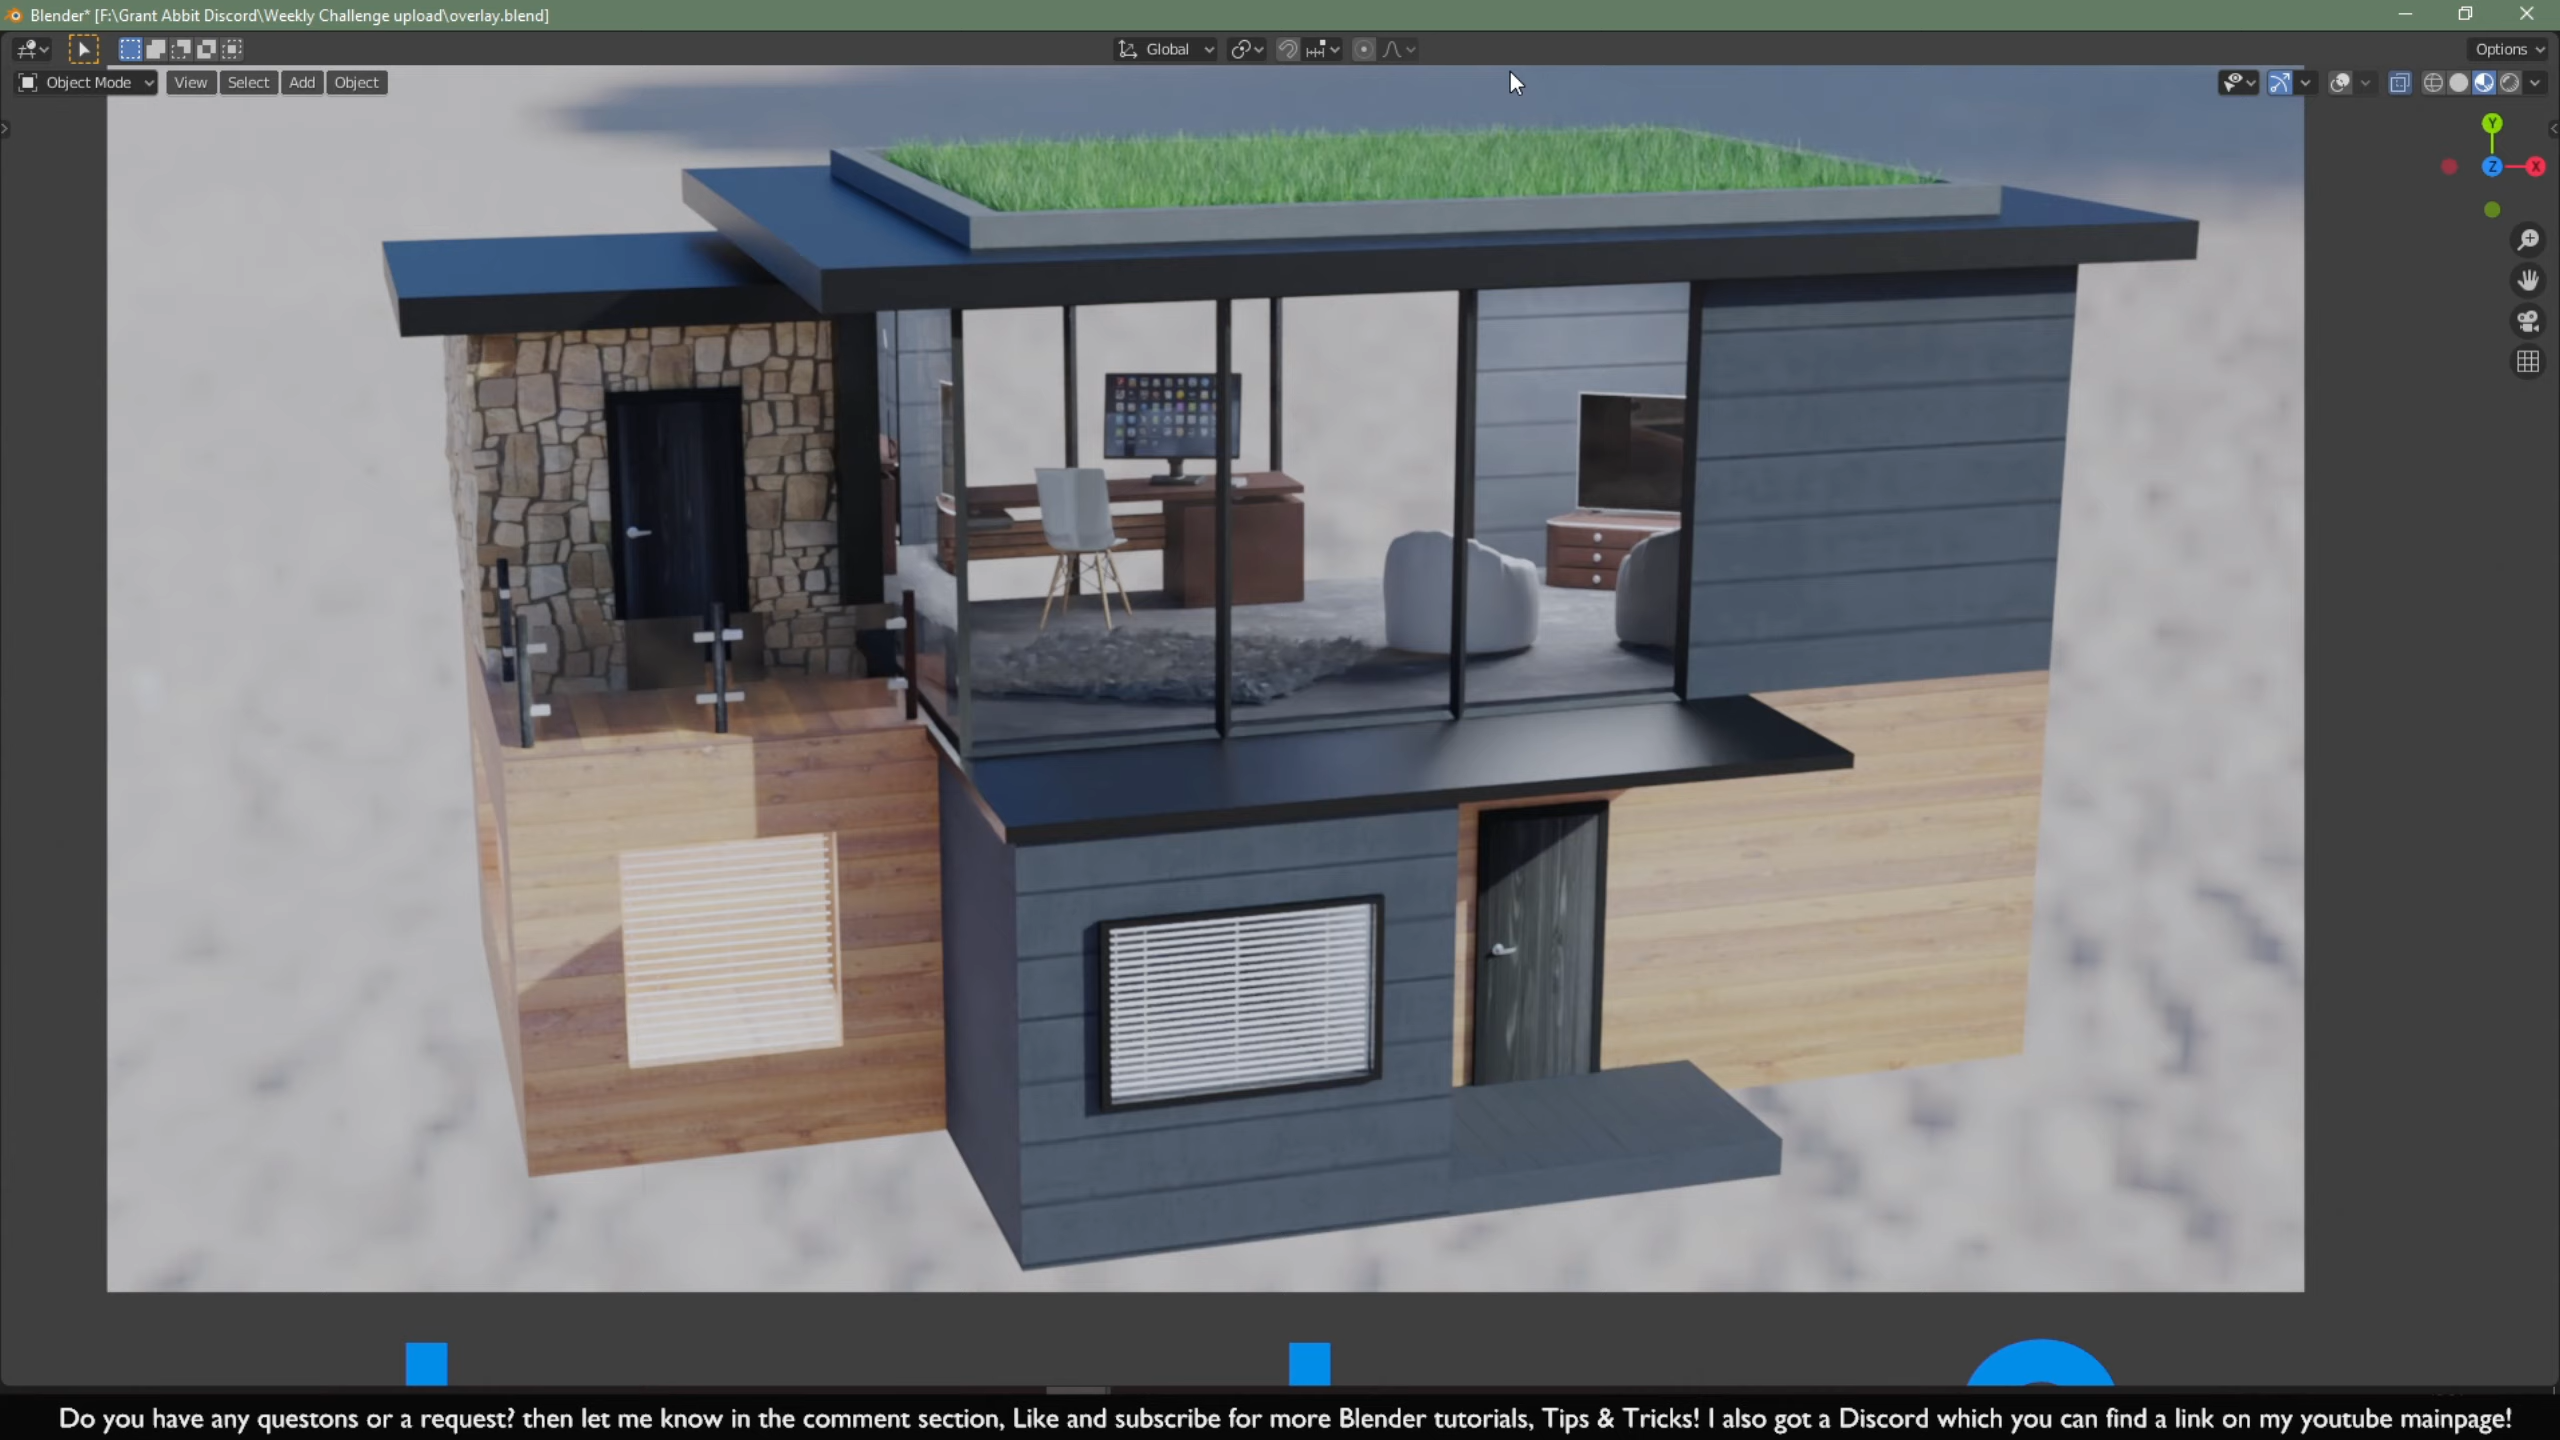 Blender* [F:\Grant Abbit Discord\Weekly Challenge upload\overlay.blend]
Global
Options
Object Mode View Select Add Object
Y
Z X
Do you have any questons or a request? then let me know in the comment section, Like and subscribe for more Blender tutorials, Tips & Tricks! I also got a Discord which you can find a link on my youtube mainpage!